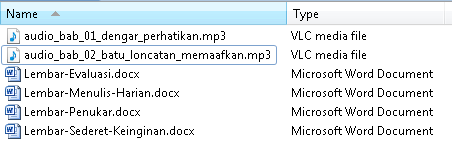 Name Type
audio_bab_01_dengar_perhatikan.mp3 VLC media file
audio_bab_02_batu_loncatan_memaafkan.mp3 VLC media file
Lembar-Evaluasi.docx Microsoft Word Document
Lembar-Menulis-Harian.docx Microsoft Word Document
Lembar-Penukar.docx Microsoft Word Document
Lembar-Sederet-Keinginan.docx Microsoft Word Document